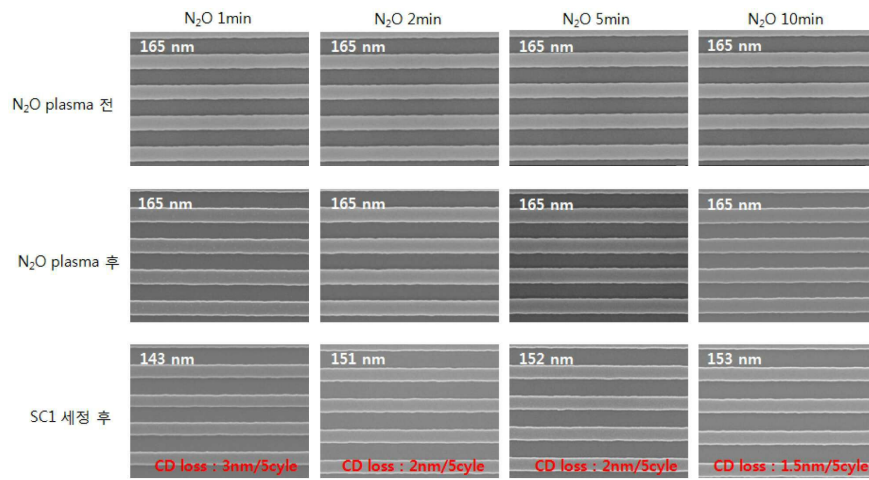 N₂O 1min N₂O 2min N₂O 5min N₂O 10min
N₂O plasma 전
165 nm 165 nm 165 nm 165 nm
N₂O plasma 후
165 nm 165 nm 165 nm 165 nm
SC1 세정 후
143 nm 151 nm 152 nm 153 nm
CD loss : 3nm/5cyle CD loss : 2nm/5cyle CD loss : 2nm/5cyle CD loss : 1.5nm/5cyle